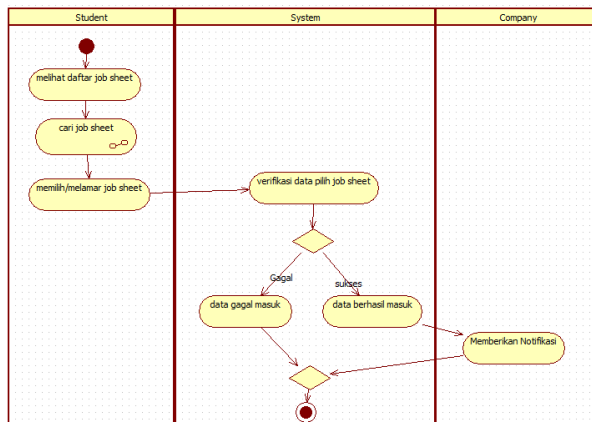 Student
System
Company
melihat daftar job sheet
cari job sheet
memilih/melamar job sheet
verifikasi data pilih job sheet
Gagal
sukses
data gagal masuk
data berhasil masuk
Memberikan Notifikasi